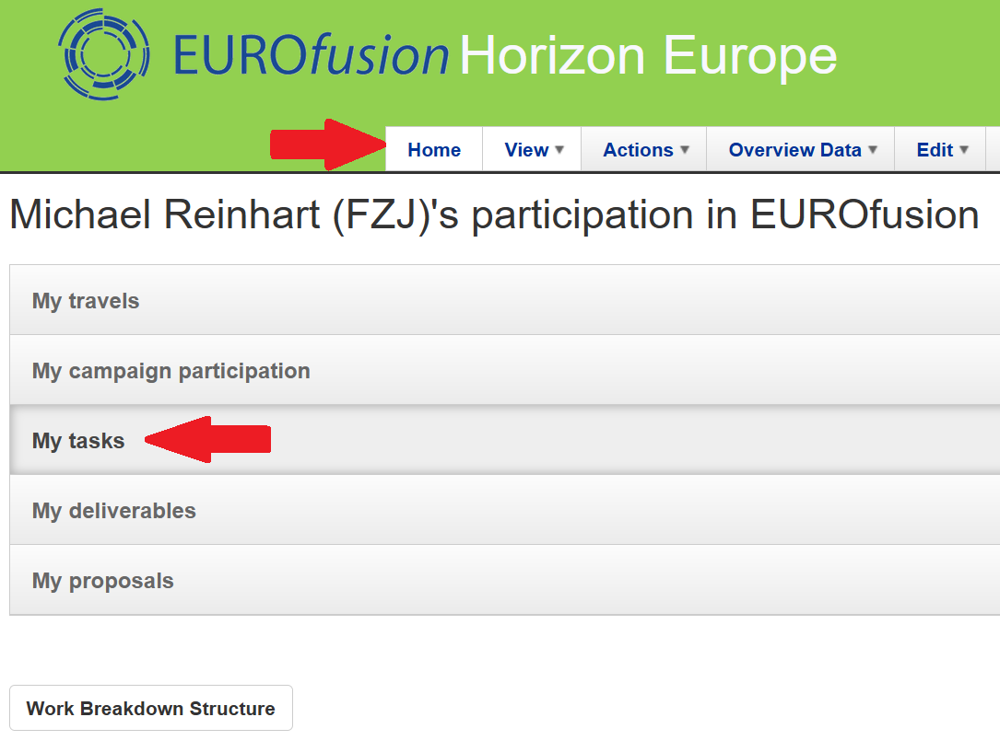 EUROfusion Horizon Europe
Home View Actions Overview Data Edit
Michael Reinhart (FZJ)'s participation in EUROfusion
My travels
My campaign participation
My tasks
My deliverables
My proposals
Work Breakdown Structure